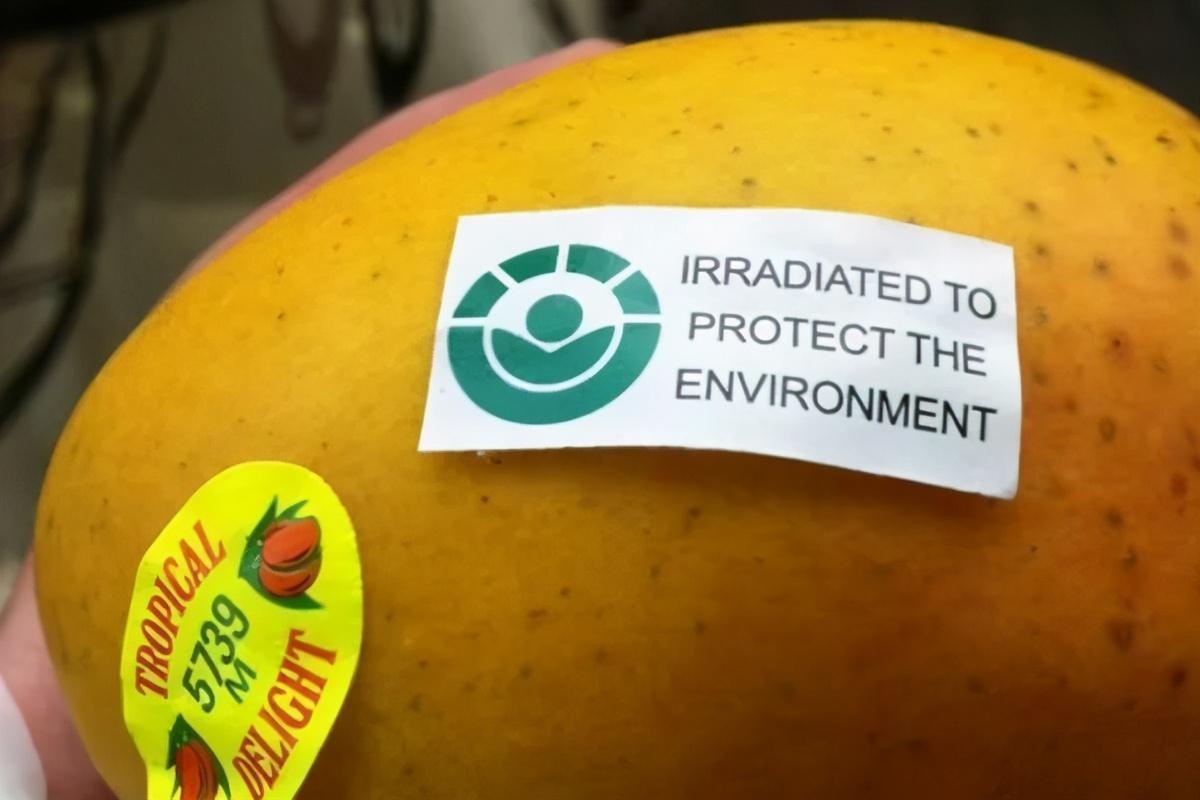 IRRADIATED TO
PROTECT THE
ENVIRONMENT
TROPICAL
5739
M
DELIGHT